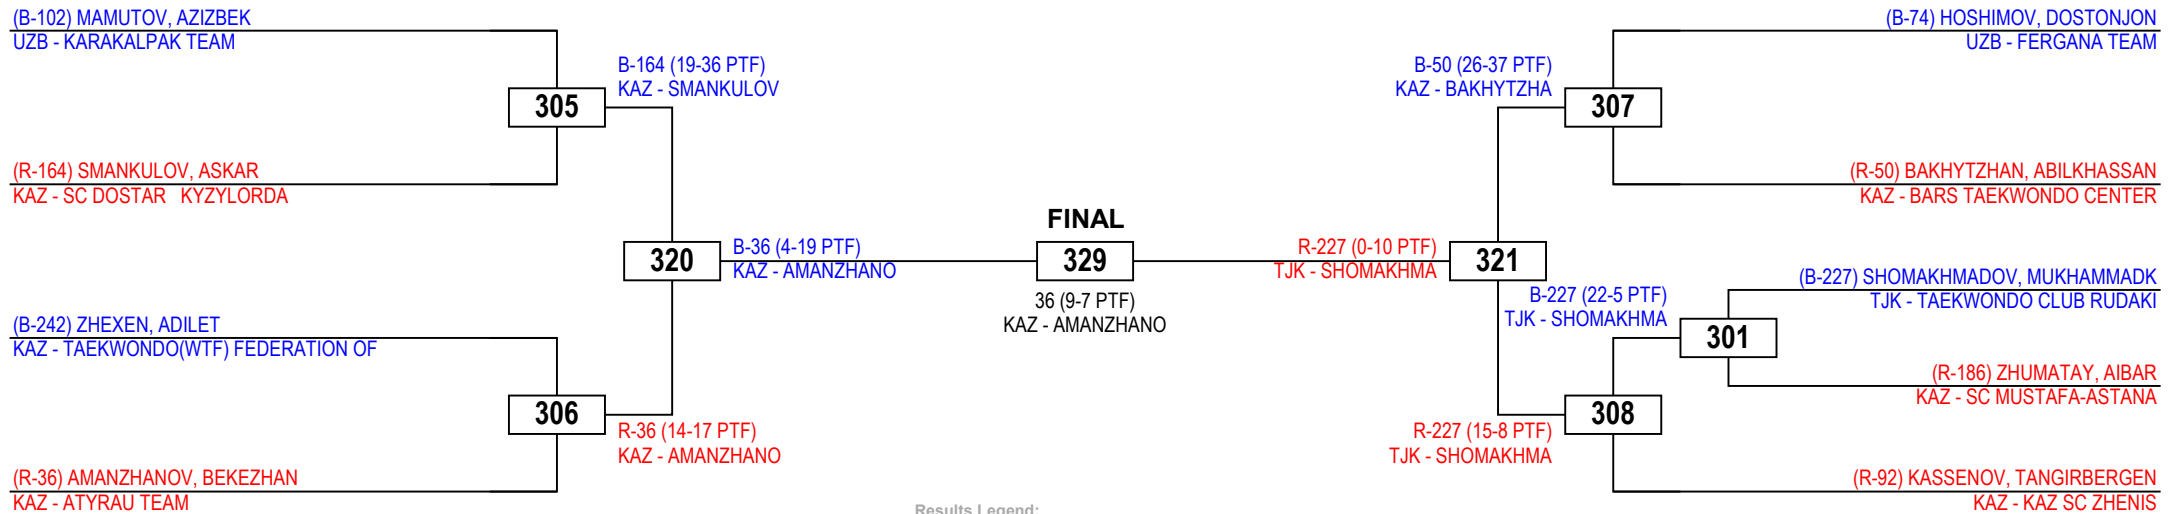 (B-102) MAMUTOV, AZIZBEK
UZB - KARAKALPAK TEAM
305
B-164 (19-36 PTF)
KAZ - SMANKULOV
(R-164) SMANKULOV, ASKAR
KAZ - SC DOSTAR   KYZYLORDA
320
B-36 (4-19 PTF)
KAZ - AMANZHANO
(B-242) ZHEXEN, ADILET
KAZ - TAEKWONDO(WTF) FEDERATION OF
306
R-36 (14-17 PTF)
KAZ - AMANZHANO
(R-36) AMANZHANOV, BEKEZHAN
KAZ - ATYRAU TEAM
FINAL
329
36 (9-7 PTF)
KAZ - AMANZHANO
(B-74) HOSHIMOV, DOSTONJON
UZB - FERGANA TEAM
B-50 (26-37 PTF)
KAZ - BAKHYTZHA
307
(R-50) BAKHYTZHAN, ABILKHASSAN
KAZ - BARS TAEKWONDO CENTER
R-227 (0-10 PTF)
TJK - SHOMAKHMA
321
(B-227) SHOMAKHMADOV, MUKHAMMADK
TJK - TAEKWONDO CLUB RUDAKI
B-227 (22-5 PTF)
TJK - SHOMAKHMA
301
(R-186) ZHUMATAY, AIBAR
KAZ - SC MUSTAFA-ASTANA
308
R-227 (15-8 PTF)
TJK - SHOMAKHMA
(R-92) KASSENOV, TANGIRBERGEN
KAZ - KAZ SC ZHENIS
Results Legend: